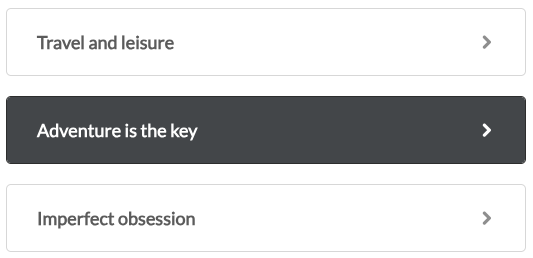 Travel and leisure
Adventure is the key
Imperfect obsession